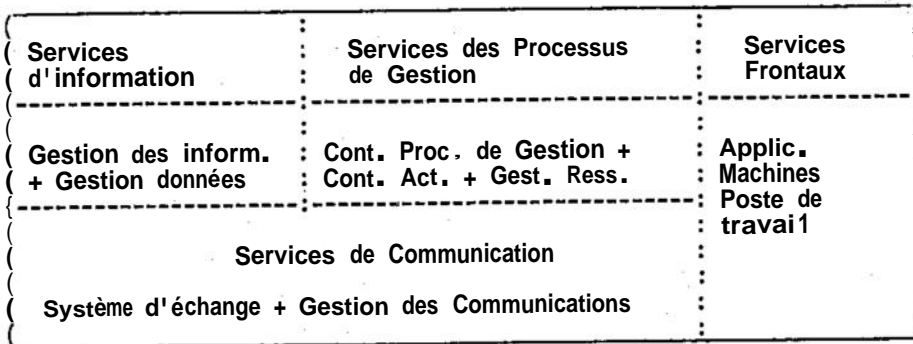 Services
d'information
Services des Processus
de Gestion
Services
Frontaux
Gestion des inform.
+ Gestion données
Cont. Proc. de Gestion +
Cont. Act. + Gest. Ress.
Applic.
Machines
Poste de
travail
Services de Communication
Système d'échange + Gestion des Communications